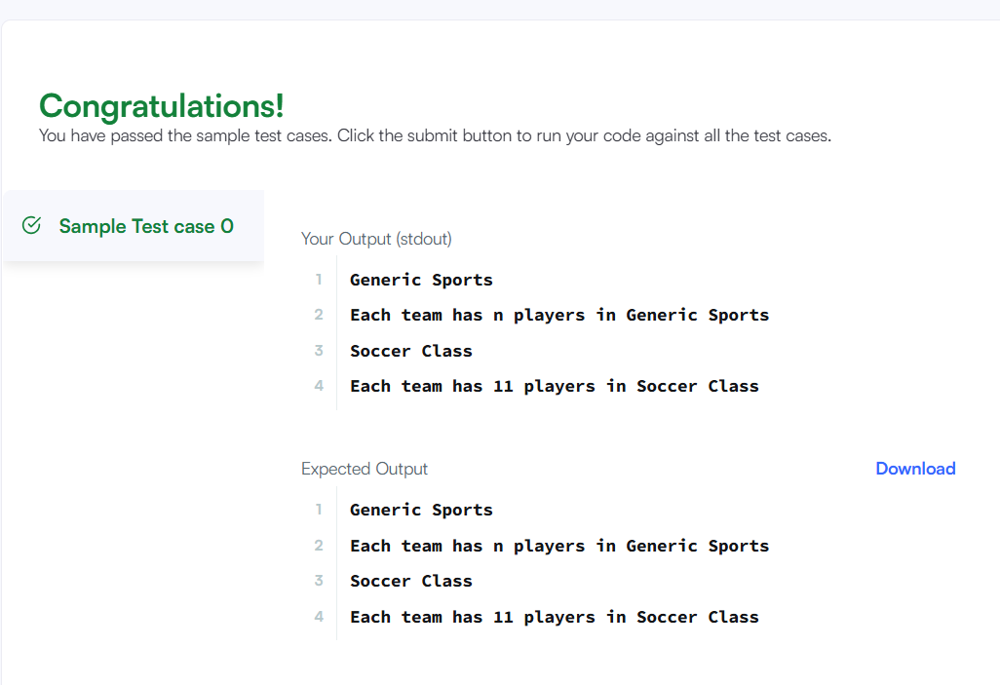 Congratulations!
You have passed the sample test cases. Click the submit button to run your code against all the test cases.
Sample Test case 0
Your Output (stdout)
1 Generic Sports
2 Each team has n players in Generic Sports
3 Soccer Class
4 Each team has 11 players in Soccer Class
Expected Output Download
1 Generic Sports
2 Each team has n players in Generic Sports
3 Soccer Class
4 Each team has 11 players in Soccer Class